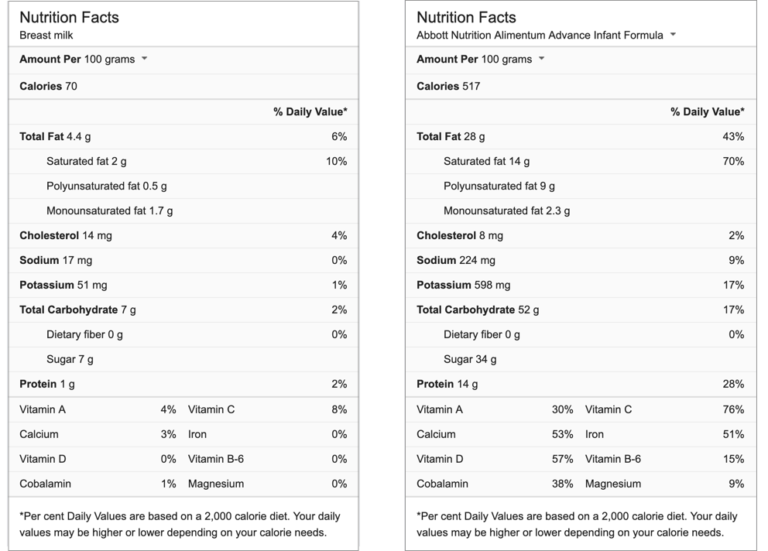 Nutrition Facts
Breast milk
Amount Per 100 grams
Calories 70
% Daily Value*
Total Fat 4.4 g 6%
Saturated fat 2 g 10%
Polyunsaturated fat 0.5 g
Monounsaturated fat 1.7 g
Cholesterol 14 mg 4%
Sodium 17 mg 0%
Potassium 51 mg 1%
Total Carbohydrate 7 g 2%
Dietary fiber 0 g 0%
Sugar 7 g
Protein 1 g 2%
Vitamin A 4% Vitamin C 8%
Calcium 3% Iron 0%
Vitamin D 0% Vitamin B-6 0%
Cobalamin 1% Magnesium 0%
*Per cent Daily Values are based on a 2,000 calorie diet. Your daily
values may be higher or lower depending on your calorie needs.
Nutrition Facts
Abbott Nutrition Alimentum Advance Infant Formula
Amount Per 100 grams
Calories 517
% Daily Value*
Total Fat 28 g 43%
Saturated fat 14 g 70%
Polyunsaturated fat 9 g
Monounsaturated fat 2.3 g
Cholesterol 8 mg 2%
Sodium 224 mg 9%
Potassium 598 mg 17%
Total Carbohydrate 52 g 17%
Dietary fiber 0 g 0%
Sugar 34 g
Protein 14 g 28%
Vitamin A 30% Vitamin C 76%
Calcium 53% Iron 51%
Vitamin D 57% Vitamin B-6 15%
Cobalamin 38% Magnesium 9%
*Per cent Daily Values are based on a 2,000 calorie diet. Your daily
values may be higher or lower depending on your calorie needs.